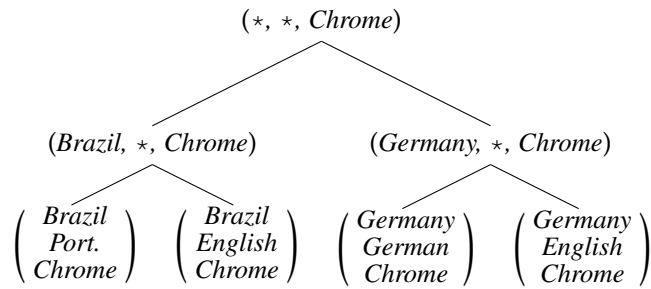 (⋆, ⋆, Chrome)
(Brazil, ⋆, Chrome) (Germany, ⋆, Chrome)
Brazil Brazil Germany Germany
Port. English German English
Chrome Chrome Chrome Chrome